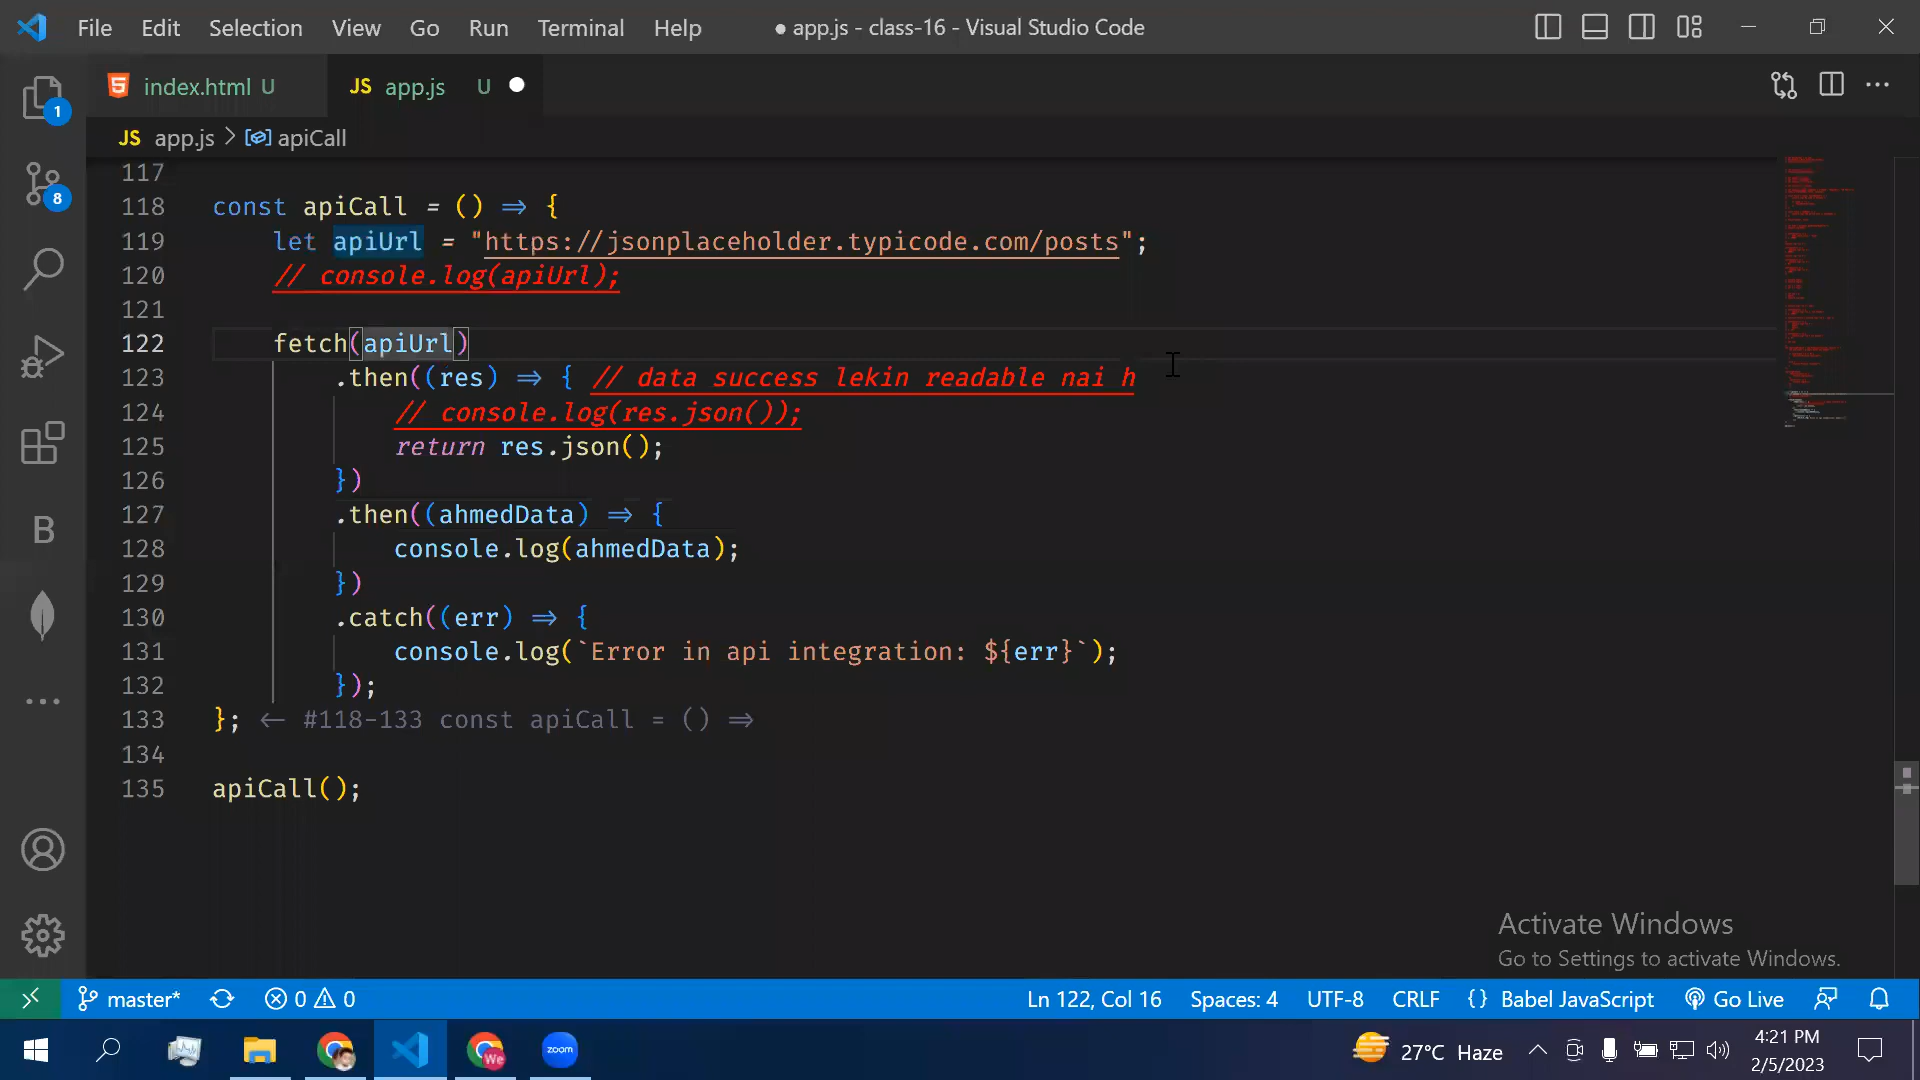 File Edit Selection View Go Run Terminal Help
● app.js - class-16 - Visual Studio Code
index.html U
JS app.js U
JS app.js > apiCall
1
8
B
117
118 const apiCall = () => {
119 let apiUrl = "https://jsonplaceholder.typicode.com/posts";
120 // console.log(apiUrl);
121
122 fetch(apiUrl)
123 .then((res) => { // data success lekin readable nai h
124 // console.log(res.json());
125 return res.json();
126 })
127 .then((ahmedData) => {
128 console.log(ahmedData);
129 })
130 .catch((err) => {
131 console.log(`Error in api integration: ${err}`);
132 });
133 }; <- #118-133 const apiCall = () =>
134
135 apiCall();
Activate Windows
Go to Settings to activate Windows.
master* 0 0 Ln 122, Col 16 Spaces: 4 UTF-8 CRLF {} Babel JavaScript Go Live
We zoom 27°C Haze 4:21 PM
2/5/2023